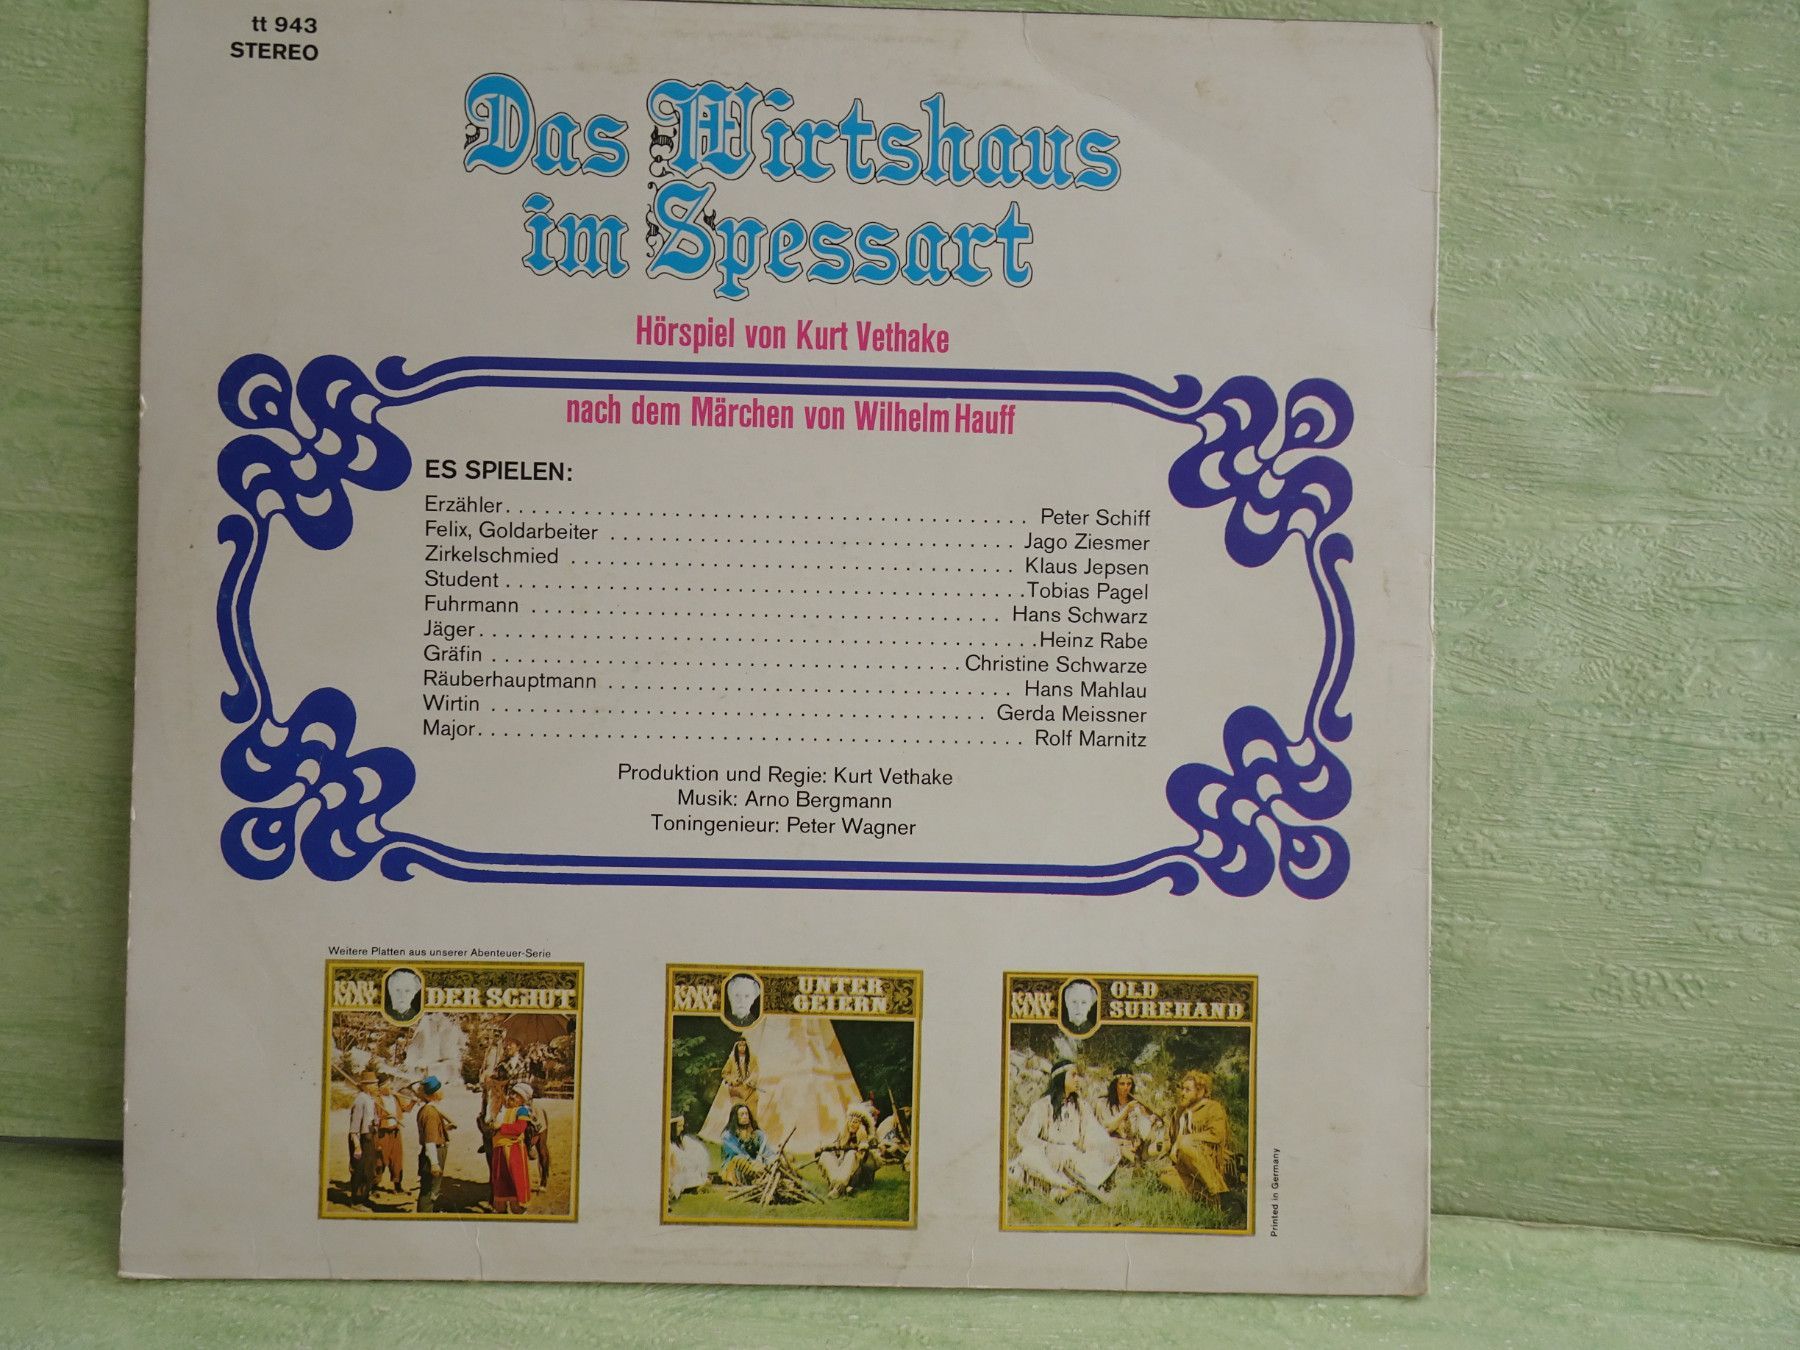 tt 943
STEREO
Das Wirtshaus
im Spessart
Hörspiel von Kurt Vethake
nach dem Märchen von Wilhelm Hauff
ES SPIELEN:
Erzähler. . . . . . . . . . . . . . . . . . . . . . . . . . . . . . . . . . . . . . . . . Peter Schiff
Felix, Goldarbeiter . . . . . . . . . . . . . . . . . . . . . . . . . . . . . . . . Jago Ziesmer
Zirkelschmied . . . . . . . . . . . . . . . . . . . . . . . . . . . . . . . . . . . Klaus Jepsen
Student . . . . . . . . . . . . . . . . . . . . . . . . . . . . . . . . . . . . . . . . .Tobias Pagel
Fuhrmann . . . . . . . . . . . . . . . . . . . . . . . . . . . . . . . . . . . . . Hans Schwarz
Jäger. . . . . . . . . . . . . . . . . . . . . . . . . . . . . . . . . . . . . . . . . . . .Heinz Rabe
Gräfin . . . . . . . . . . . . . . . . . . . . . . . . . . . . . . . . . . . . .Christine Schwarze
Räuberhauptmann . . . . . . . . . . . . . . . . . . . . . . . . . . . . . . . . Hans Mahlau
Wirtin . . . . . . . . . . . . . . . . . . . . . . . . . . . . . . . . . . . . . . . Gerda Meissner
Major. . . . . . . . . . . . . . . . . . . . . . . . . . . . . . . . . . . . . . . . . . . Rolf Marnitz
Produktion und Regie: Kurt Vethake
Musik: Arno Bergmann
Toningenieur: Peter Wagner
Weitere Platten aus unserer Abenteuer-Serie
KARL
MAY
DER SCHUT
KARL
MAY
UNTER
GEIERN
KARL
MAY
OLD
SUREHAND
Printed in Germany